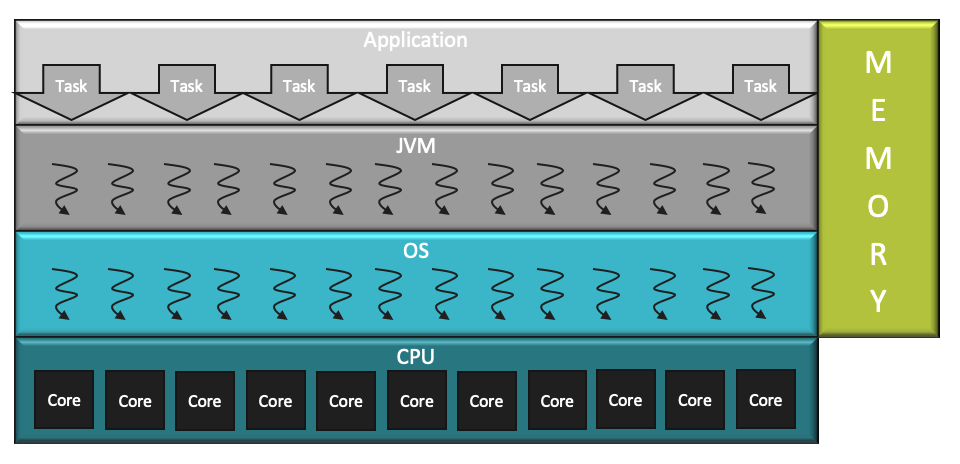 Application
Task Task Task Task Task Task Task
JVM
OS
CPU
Core Core Core Core Core Core Core Core Core Core Core
M
E
M
O
R
Y